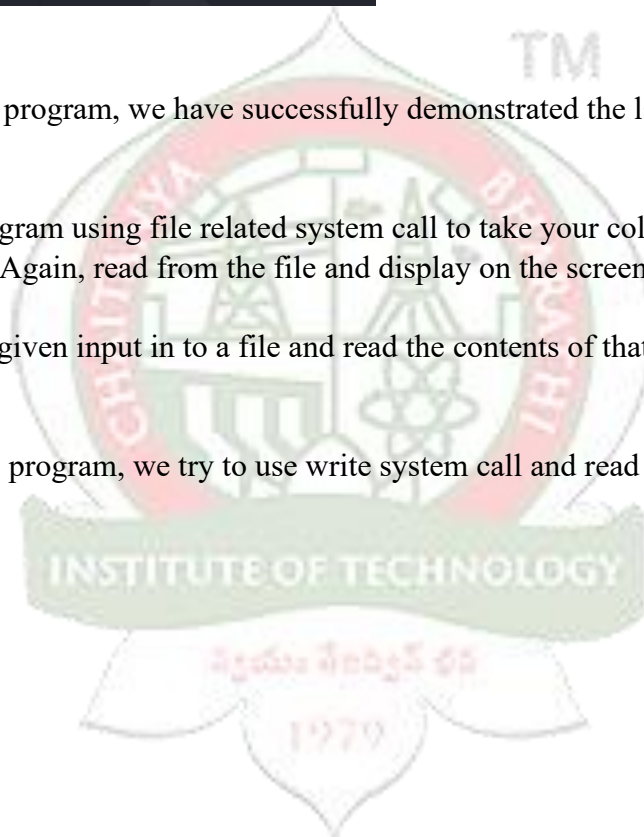 TM
program, we have successfully demonstrated the l
gram using file related system call to take your col
Again, read from the file and display on the screen
given input in to a file and read the contents of that
program, we try to use write system call and read
CHAITANYA BHARATHI
INSTITUTE OF TECHNOLOGY
1979